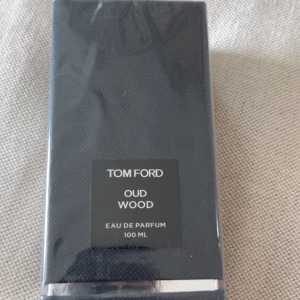 TOM FORD
OUD
WOOD
EAU DE PARFUM
100 ML